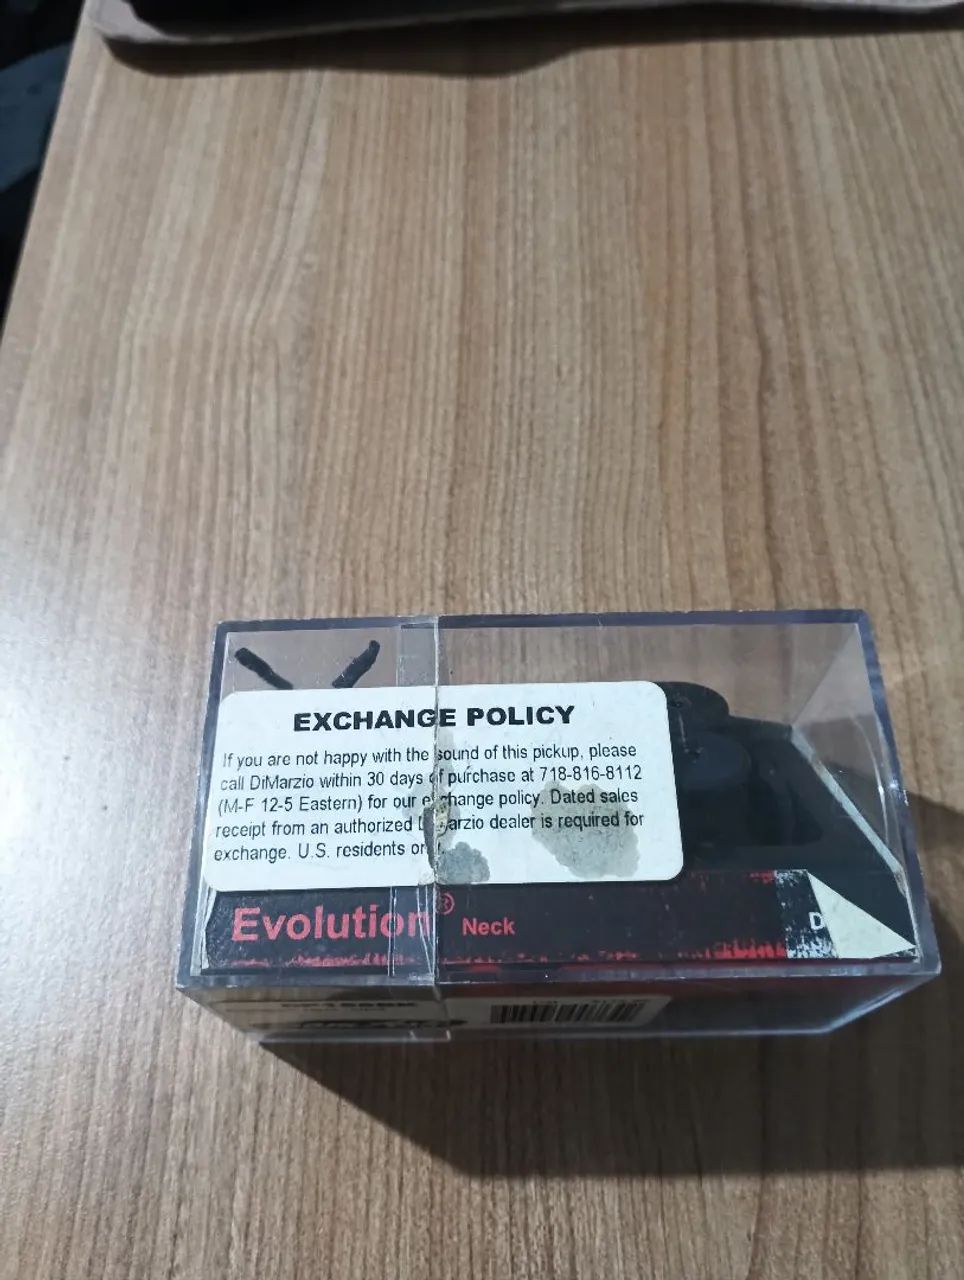 EXCHANGE POLICY
If you are not happy with the sound of this pickup, please
call DiMarzio within 30 days of purchase at 718-816-8112
(M-F 12-5 Eastern) for our exchange policy. Dated sales
receipt from an authorized DiMarzio dealer is required for
exchange. U.S. residents only.
Evolution® Neck
D